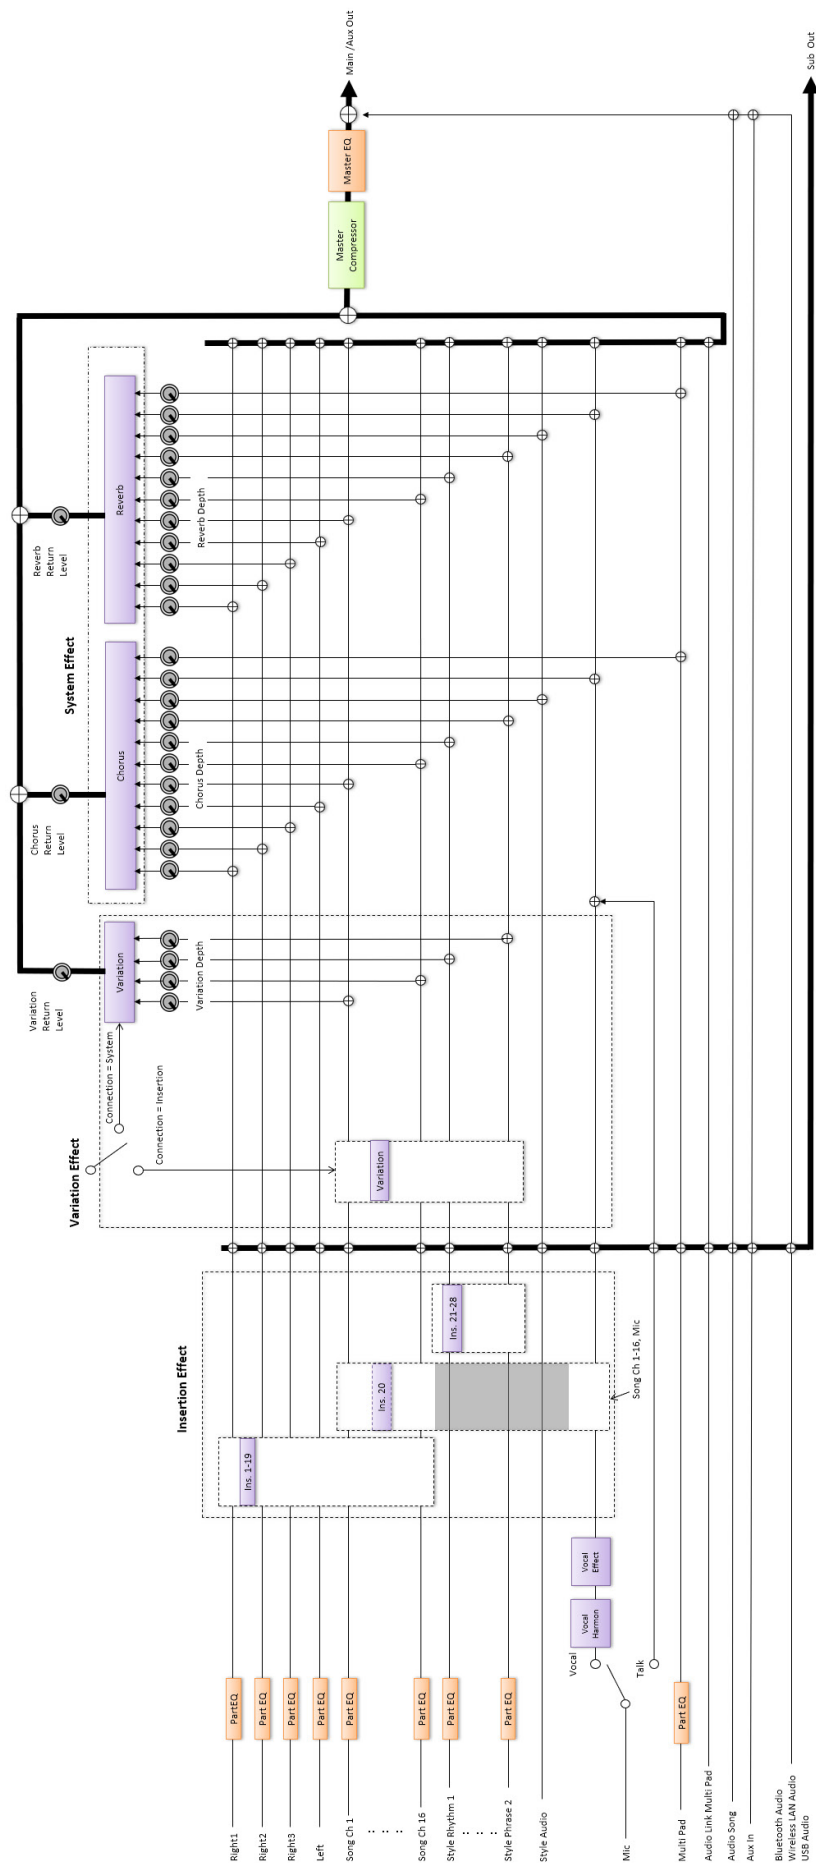 Right1
Right2
Right3
Left
Song Ch 1
: : : :
Song Ch 16
Style Rhythm 1
: : : :
Style Phrase 2
Style Audio
Mic
Multi Pad
Audio Link Multi Pad
Audio Song
Aux In
Bluetooth Audio
Wireless LAN Audio
USB Audio
PartEQ
Part EQ
Part EQ
Part EQ
Part EQ
Part EQ
Part EQ
Part EQ
Part EQ
Vocal
Talk
Vocal
Harmon
Vocal
Effect
Insertion Effect
Ins. 1-19
Ins. 20
Ins. 21-28
Song Ch 1-16, Mic
Variation Effect
Connection = System
Connection = Insertion
Variation
Variation
Return
Level
Variation
Variation Depth
System Effect
Chorus
Return
Level
Chorus
Chorus Depth
Reverb
Return
Level
Reverb
Reverb Depth
Master
Compressor
Master EQ
Main /Aux Out
Sub Out